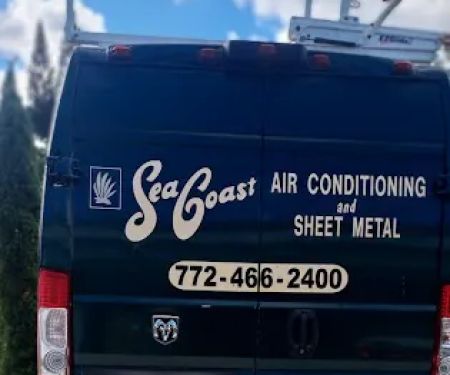 Sea Coast
AIR CONDITIONING
and
SHEET METAL
772-466-2400